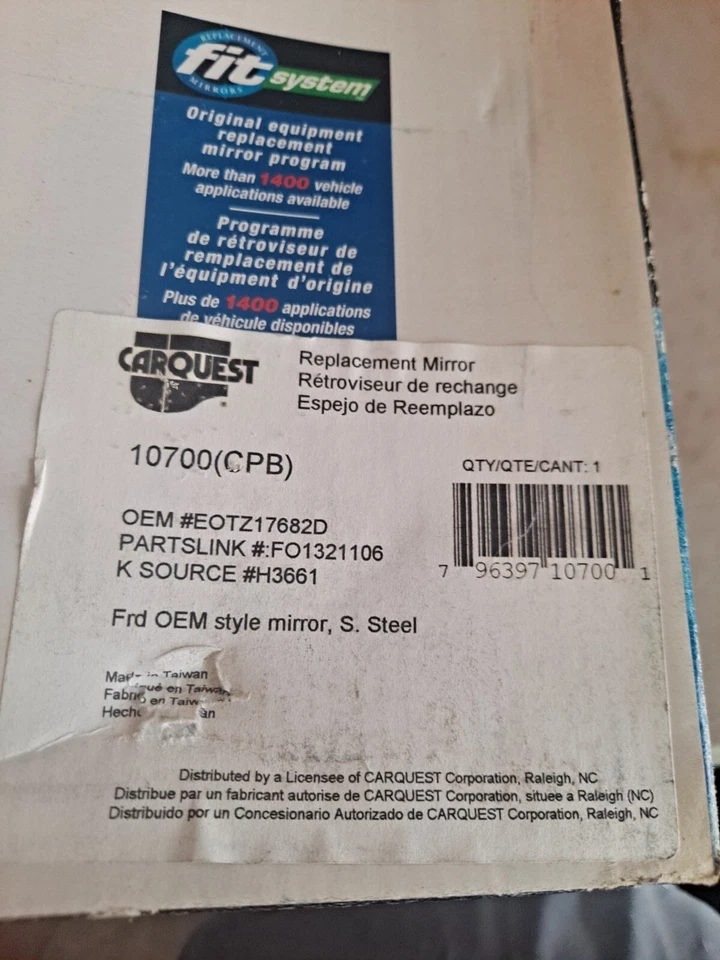 REPLACEMENT
fit system
MIRRORS
Original equipment
replacement
mirror program
More than 1400 vehicle
applications available
Programme
de rétroviseur de
remplacement de
l'équipement d'origine
Plus de 1400 applications
de véhicule disponibles
CARQUEST
Replacement Mirror
Rétroviseur de rechange
Espejo de Reemplazo
10700(CPB)
QTY/QTE/CANT: 1
OEM #EOTZ17682D
PARTSLINK #:FO1321106
K SOURCE #H3661
7 96397 10700 1
Frd OEM style mirror, S. Steel
in Taiwan
en Taiwan
en
Distributed by a Licensee of CARQUEST Corporation, Raleigh, NC
Distribue par un fabricant autorise de CARQUEST Corporation, situee a Raleigh (NC)
Distribuido por un Concesionario Autorizado de CARQUEST Corporation, Raleigh, NC